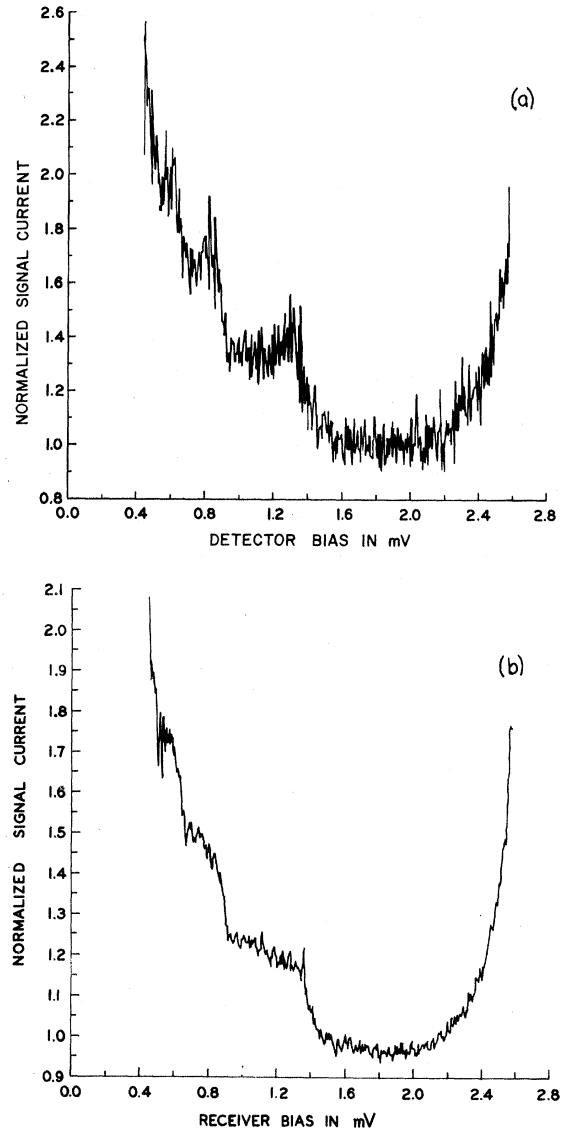 2.6
2.4
2.2
2.0
1.8
1.6
1.4
1.2
1.0
0.8
NORMALIZED SIGNAL CURRENT
(a)
0.0 0.4 0.8 1.2 1.6 2.0 2.4 2.8
DETECTOR BIAS IN mV
2.1
2.0
1.9
1.8
1.7
1.6
1.5
1.4
1.3
1.2
1.1
1.0
0.9
NORMALIZED SIGNAL CURRENT
(b)
0.0 0.4 0.8 1.2 1.6 2.0 2.4 2.8
RECEIVER BIAS IN mV